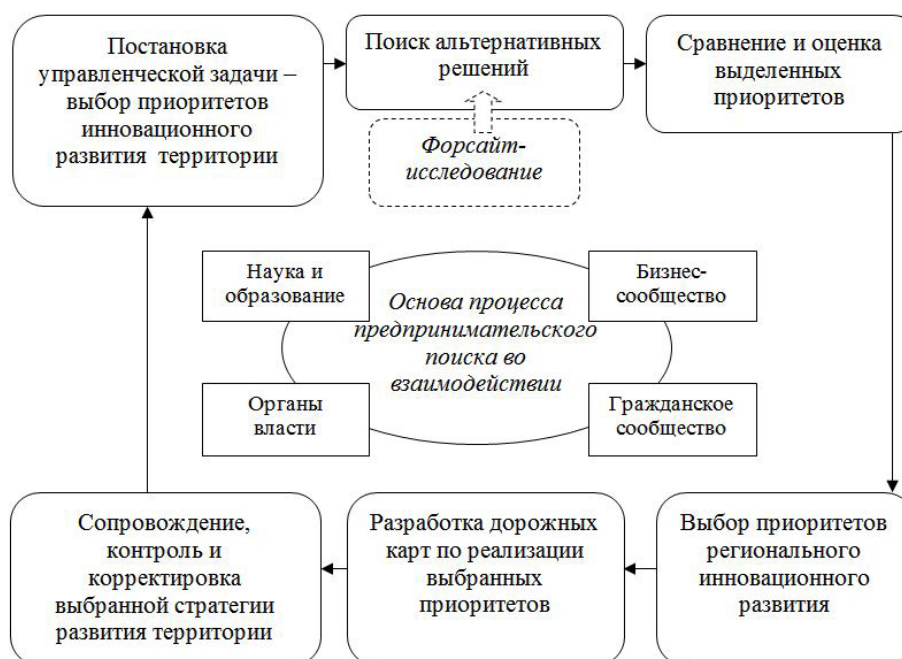 Постановка
управленческой задачи –
выбор приоритетов
инновационного
развития территории
Поиск альтернативных
решений
Сравнение и оценка
выделенных
приоритетов
Форсайт-
исследование
Наука и
образование
Бизнес-
сообщество
Основа процесса
предпринимательского
поиска во
взаимодействии
Органы
власти
Гражданское
сообщество
Сопровождение,
контроль и
корректировка
выбранной стратегии
развития территории
Разработка дорожных
карт по реализации
выбранных
приоритетов
Выбор приоритетов
регионального
инновационного
развития